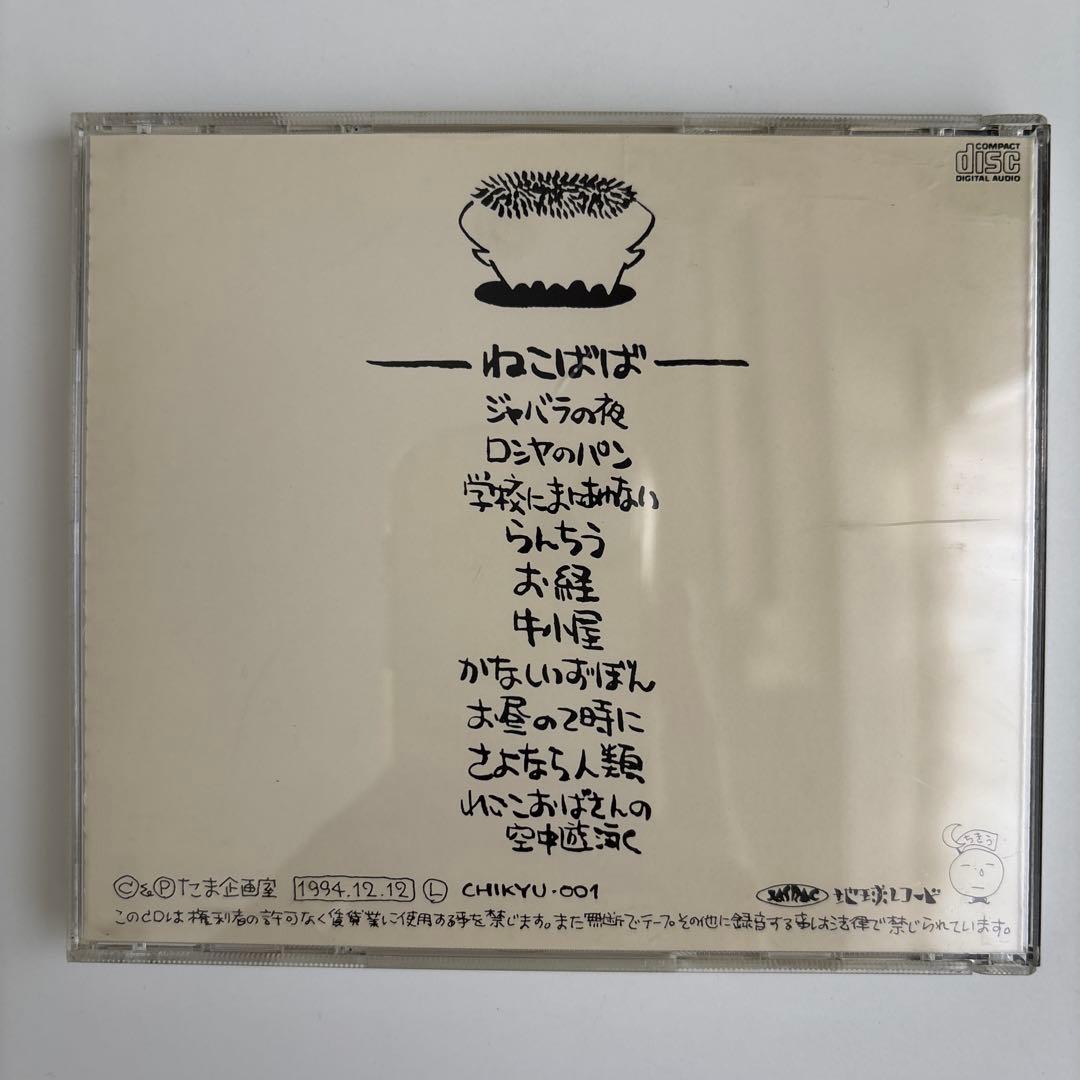 COMPACT
disc
DIGITAL AUDIO
ねこばば
ジャバラの夜
ロシヤのパン
学校にまにあわない
らんちう
お経
牛小屋
かなしいずぼん
お昼の2時に
さよなら人類
れいこおばさんの
空中遊泳
ちきう
Ⓒ&Ⓟたま企画室 1994.12.12 Ⓛ CHIKYU・001 JASRAC 地球レコード
このCDは権利者の許可なく賃貸業に使用する事を禁じます。また無断でテープその他に録音する事は法律で禁じられています。